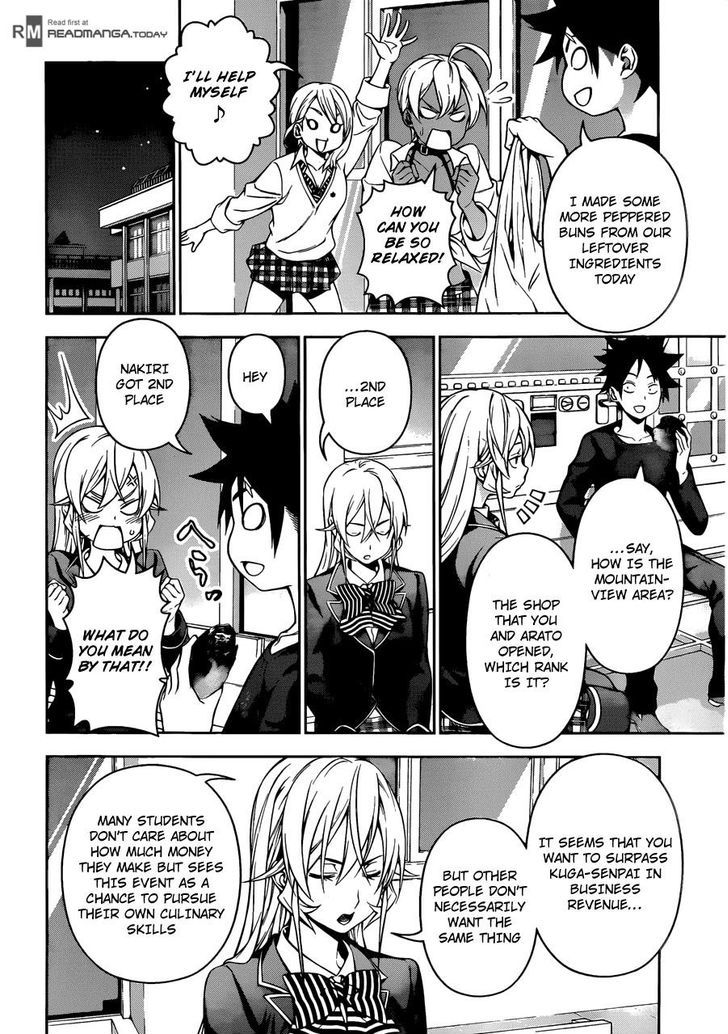 RM
Read first at
READMANGA.TODAY
I MADE SOME
MORE PEPPERED
BUNS FROM OUR
LEFTOVER
INGREDIENTS
TODAY
HOW
CAN YOU
BE SO
RELAXED!
I'LL HELP
MYSELF
♪
...SAY,
HOW IS THE
MOUNTAIN-
VIEW AREA?
THE SHOP
THAT YOU
AND ARATO
OPENED,
WHICH RANK
IS IT?
...2ND
PLACE
HEY
NAKIRI
GOT 2ND
PLACE
へらっ
WHAT DO
YOU MEAN
BY THAT!!
IT SEEMS THAT YOU
WANT TO SURPASS
KUGA-SENPAI IN
BUSINESS
REVENUE...
BUT OTHER
PEOPLE DON'T
NECESSARILY
WANT THE
SAME THING
MANY STUDENTS
DON'T CARE ABOUT
HOW MUCH MONEY
THEY MAKE BUT SEES
THIS EVENT AS A
CHANCE TO PURSUE
THEIR OWN CULINARY
SKILLS